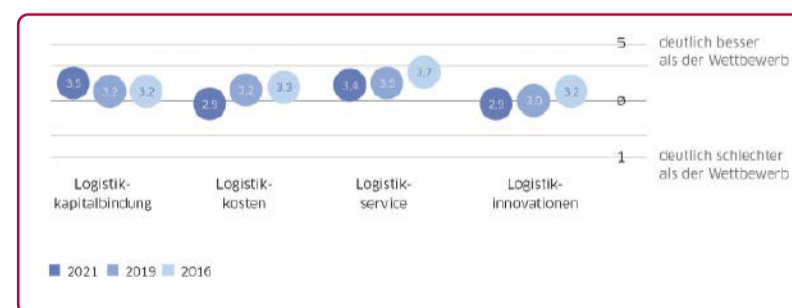 5
deutlich besser
als der Wettbewerb
3,5 3,2 3,2
2,9 3,2 3,3
3,4 3,5 3,7
2,9 3,0 3,2
Ø
1
deutlich schlechter
als der Wettbewerb
Logistik-
kapitalbindung
Logistik-
kosten
Logistik-
service
Logistik-
innovationen
2021 2019 2016